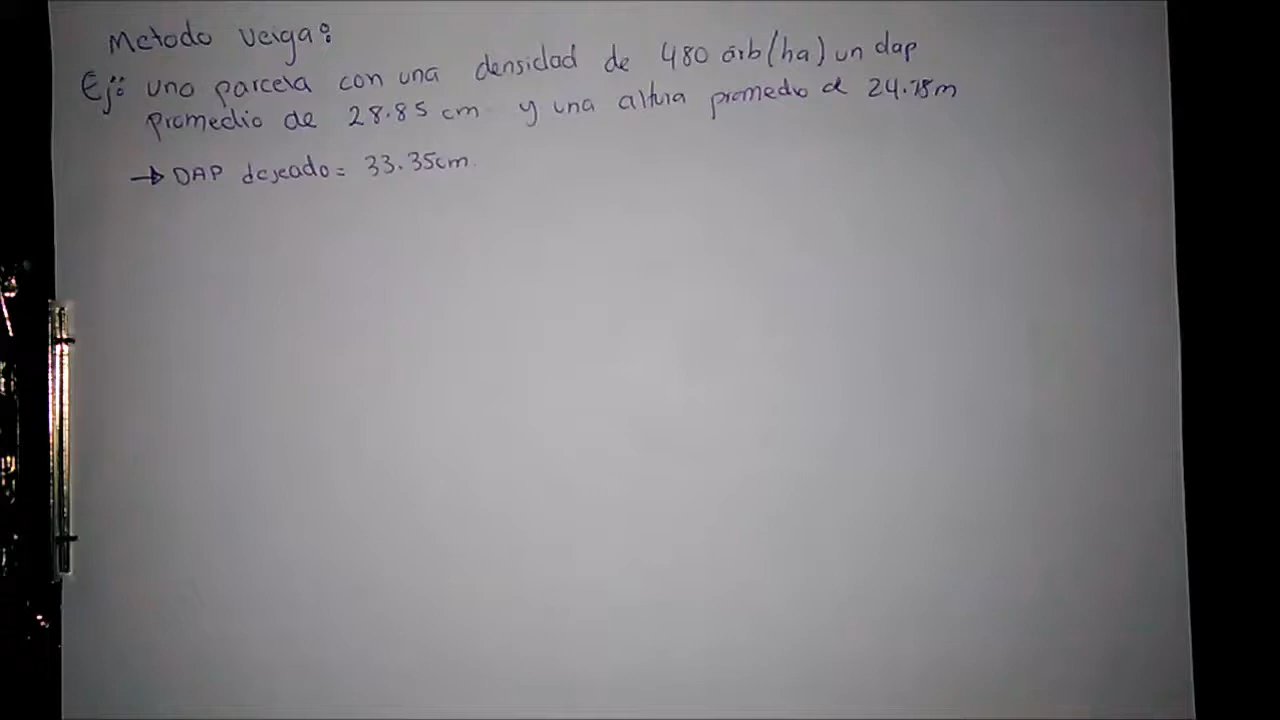 Metodo Veiga:
Ej: una parcela con una densidad de 480 árb(ha) un dap
promedio de 28.85 cm y una altura promedio d 24.78m
→ DAP deseado = 33.35cm.